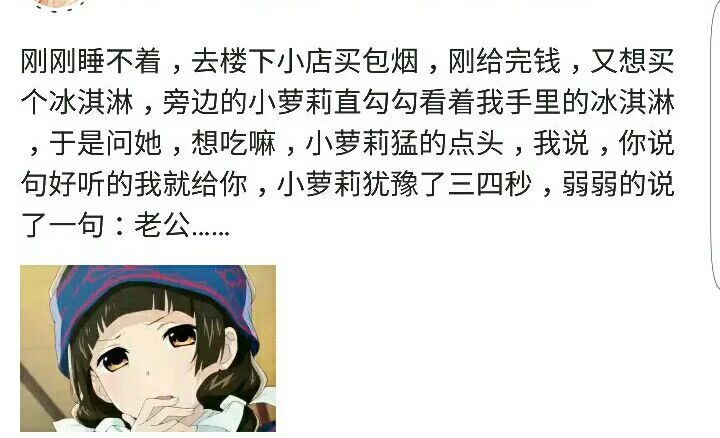 刚刚睡不着，去楼下小店买包烟，刚给完钱，又想买
个冰淇淋，旁边的小萝莉直勾勾看着我手里的冰淇淋
，于是问她，想吃嘛，小萝莉猛的点头，我说，你说
句好听的我就给你，小萝莉犹豫了三四秒，弱弱的说
了一句：老公……